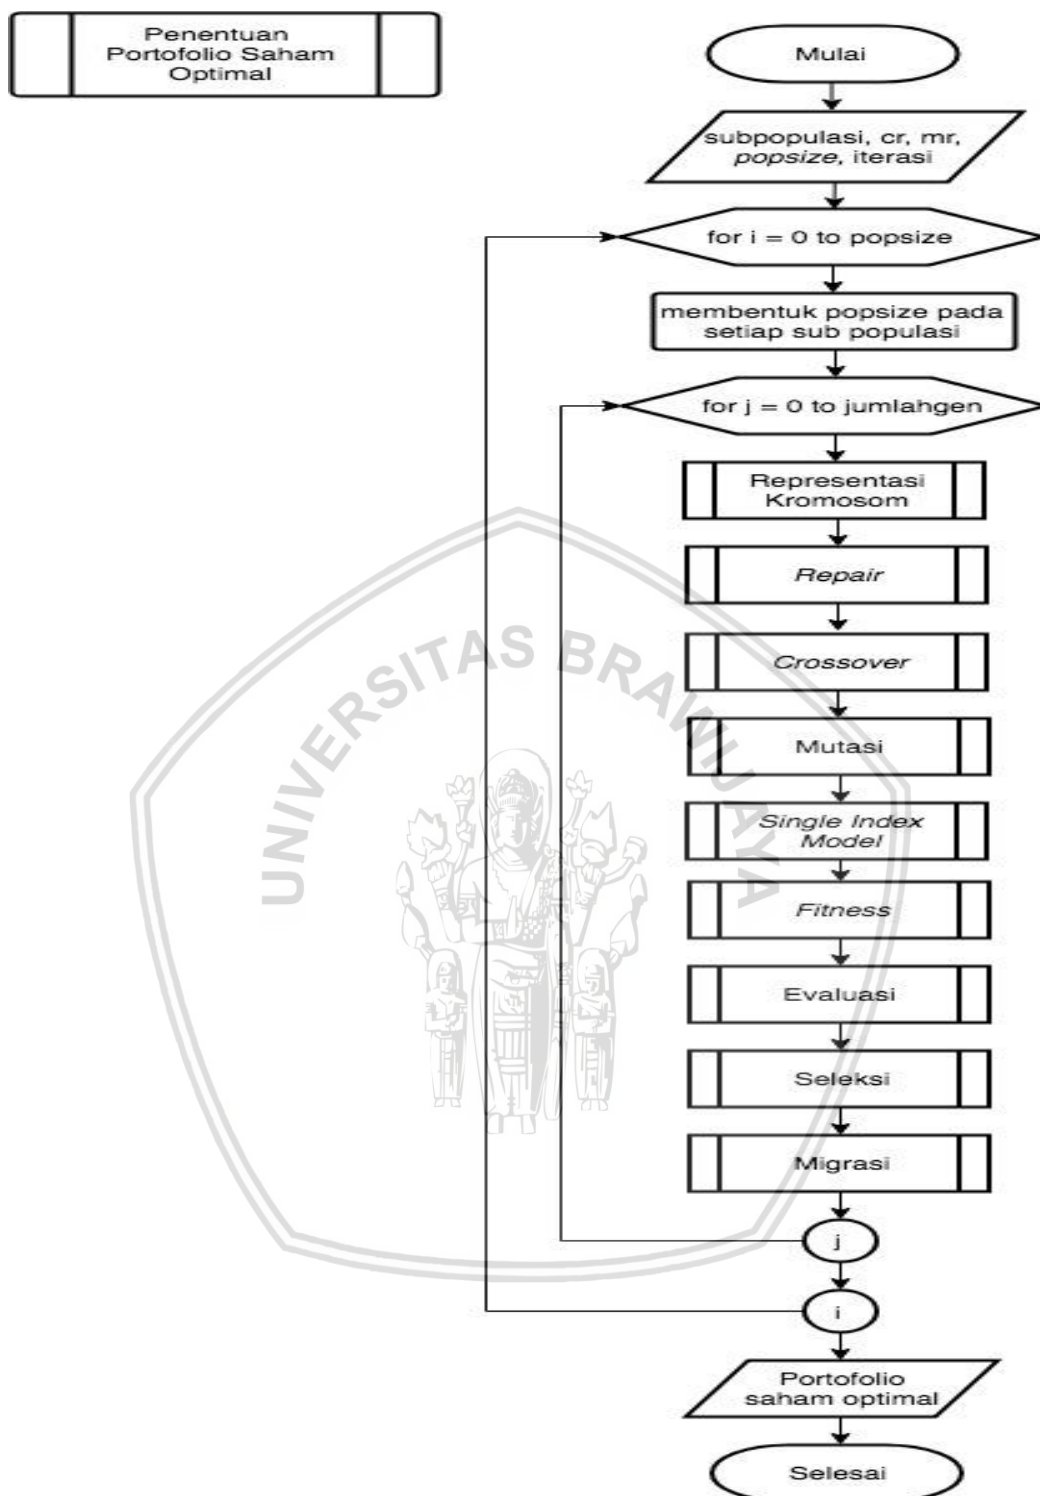 Penentuan
Portofolio Saham
Optimal
Mulai
subpopulasi, cr, mr,
popsize, iterasi
for i = 0 to popsize
membentuk popsize pada
setiap sub populasi
for j = 0 to jumlahgen
Representasi
Kromosom
Repair
Crossover
Mutasi
Single Index
Model
Fitness
Evaluasi
Seleksi
Migrasi
j
i
Portofolio
saham optimal
Selesai
UNIVERSITAS BRAWIJAYA